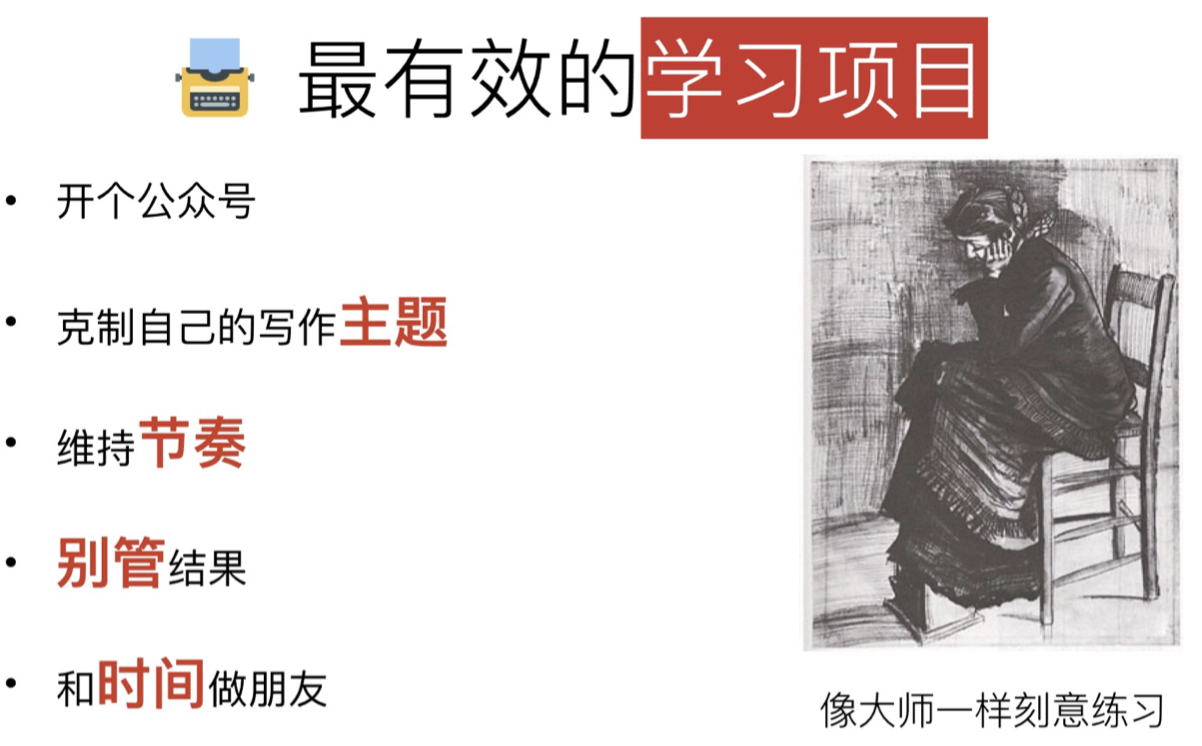 最有效的学习项目
开个公众号
克制自己的写作主题
维持节奏
别管结果
和时间做朋友
像大师一样刻意练习